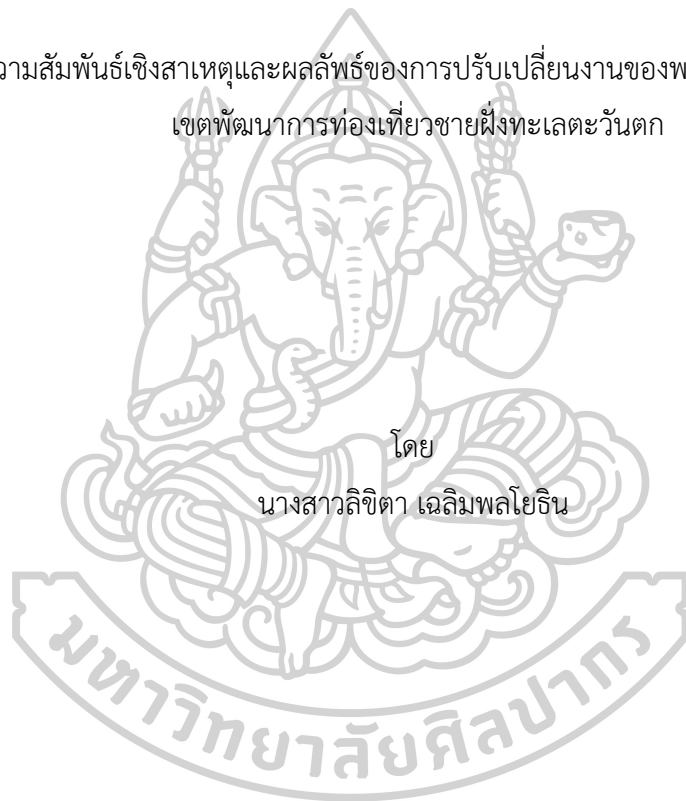 วามสัมพันธ์เชิงสาเหตุและผลลัพธ์ของการปรับเปลี่ยนงานของพ
เขตพัฒนาการท่องเที่ยวชายฝั่งทะเลตะวันตก
โดย
นางสาวลิขิตา เฉลิมพลโยธิน
มหาวิทยาลัยศิลปากร